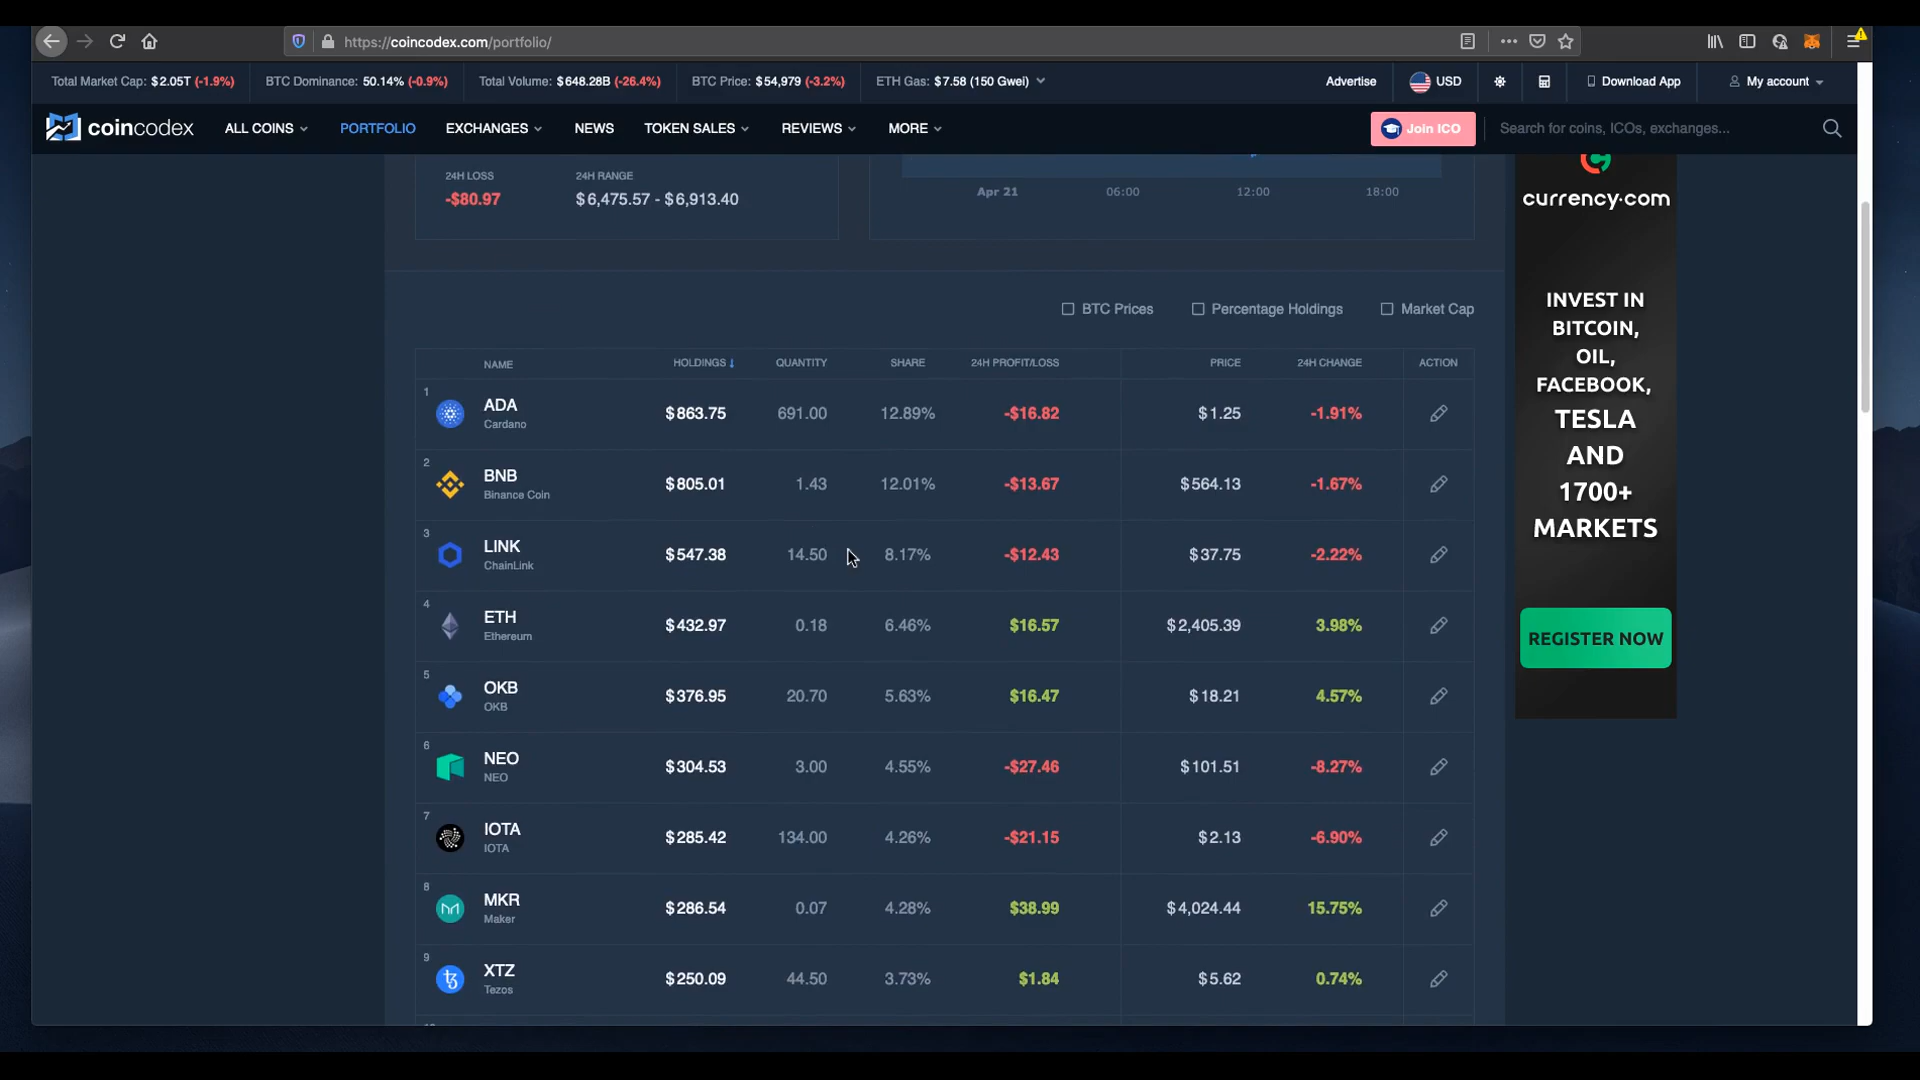 https://coincodex.com/portfolio/
Total Market Cap: $2.05T (-1.9%) BTC Dominance: 50.14% (-0.9%) Total Volume: $648.28B (-26.4%) BTC Price: $54,979 (-3.2%) ETH Gas: $7.58 (150 Gwei) Advertise USD Download App My account
coincodex ALL COINS PORTFOLIO EXCHANGES NEWS TOKEN SALES REVIEWS MORE Join ICO Search for coins, ICOs, exchanges...
24H LOSS 24H RANGE
-$80.97 $6,475.57 - $6,913.40
Apr 21 06:00 12:00 18:00
BTC Prices Percentage Holdings Market Cap
NAME HOLDINGS↓ QUANTITY SHARE 24H PROFIT/LOSS PRICE 24H CHANGE ACTION
1 ADA $863.75 691.00 12.89% -$16.82 $1.25 -1.91%
Cardano
2 BNB $805.01 1.43 12.01% -$13.67 $564.13 -1.67%
Binance Coin
3 LINK $547.38 14.50 8.17% -$12.43 $37.75 -2.22%
ChainLink
4 ETH $432.97 0.18 6.46% $16.57 $2,405.39 3.98%
Ethereum
5 OKB $376.95 20.70 5.63% $16.47 $18.21 4.57%
OKB
6 NEO $304.53 3.00 4.55% -$27.46 $101.51 -8.27%
NEO
7 IOTA $285.42 134.00 4.26% -$21.15 $2.13 -6.90%
IOTA
8 MKR $286.54 0.07 4.28% $38.99 $4,024.44 15.75%
Maker
9 XTZ $250.09 44.50 3.73% $1.84 $5.62 0.74%
Tezos
currency.com
INVEST IN
BITCOIN,
OIL,
FACEBOOK,
TESLA
AND
1700+
MARKETS
REGISTER NOW